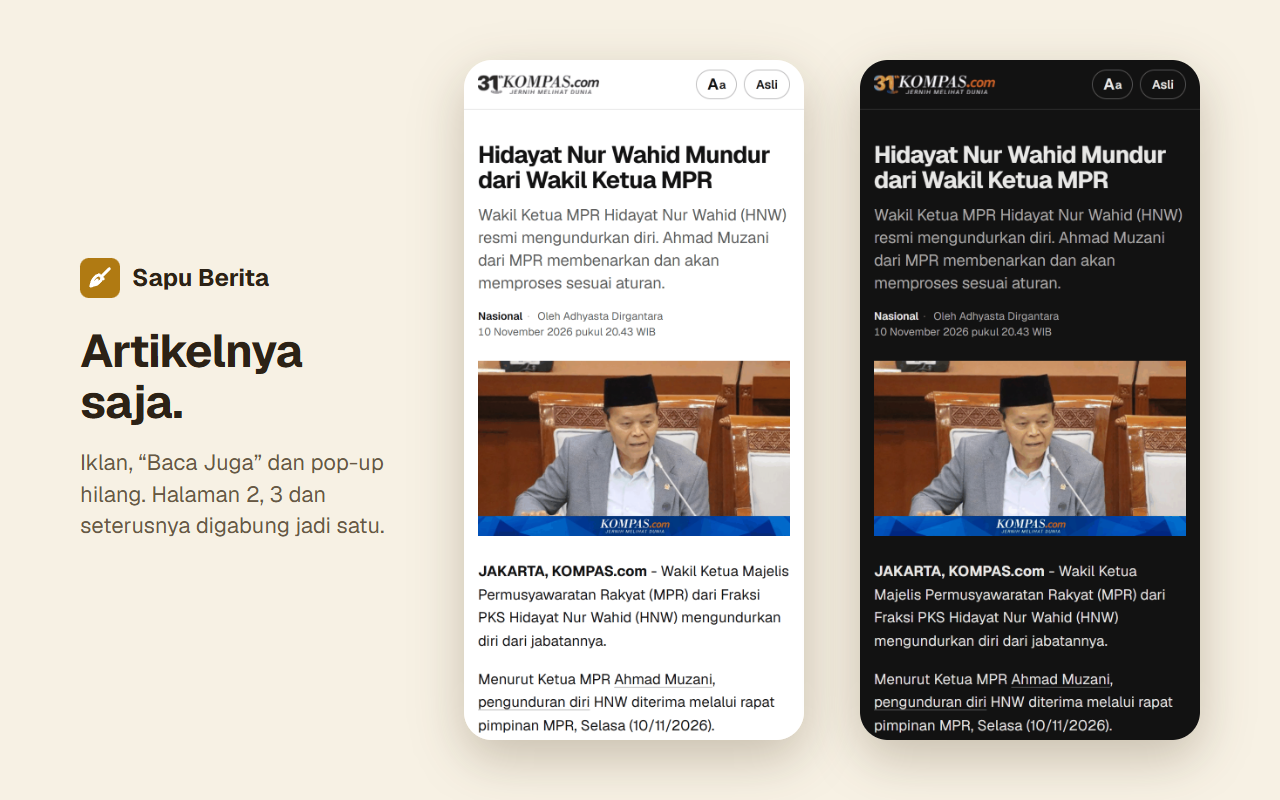 Sapu Berita
Artikelnya
saja.
Iklan, “Baca Juga” dan pop-up
hilang. Halaman 2, 3 dan
seterusnya digabung jadi satu.
31 KOMPAS.com
JERNIH MELIHAT DUNIA
Aa
Asli
Hidayat Nur Wahid Mundur
dari Wakil Ketua MPR
Wakil Ketua MPR Hidayat Nur Wahid (HNW)
resmi mengundurkan diri. Ahmad Muzani
dari MPR membenarkan dan akan
memproses sesuai aturan.
Nasional · Oleh Adhyasta Dirgantara
10 November 2026 pukul 20.43 WIB
KOMPAS.com
JERNIH MELIHAT DUNIA
JAKARTA, KOMPAS.com - Wakil Ketua Majelis
Permusyawaratan Rakyat (MPR) dari Fraksi
PKS Hidayat Nur Wahid (HNW) mengundurkan
diri dari jabatannya.
Menurut Ketua MPR Ahmad Muzani,
pengunduran diri HNW diterima melalui rapat
pimpinan MPR, Selasa (10/11/2026).
31 KOMPAS.com
JERNIH MELIHAT DUNIA
Aa
Asli
Hidayat Nur Wahid Mundur
dari Wakil Ketua MPR
Wakil Ketua MPR Hidayat Nur Wahid (HNW)
resmi mengundurkan diri. Ahmad Muzani
dari MPR membenarkan dan akan
memproses sesuai aturan.
Nasional · Oleh Adhyasta Dirgantara
10 November 2026 pukul 20.43 WIB
KOMPAS.com
JERNIH MELIHAT DUNIA
JAKARTA, KOMPAS.com - Wakil Ketua
Majelis Permusyawaratan Rakyat (MPR) dari
Fraksi PKS Hidayat Nur Wahid (HNW)
mengundurkan diri dari jabatannya.
Menurut Ketua MPR Ahmad Muzani,
pengunduran diri HNW diterima melalui rapat
pimpinan MPR, Selasa (10/11/2026).